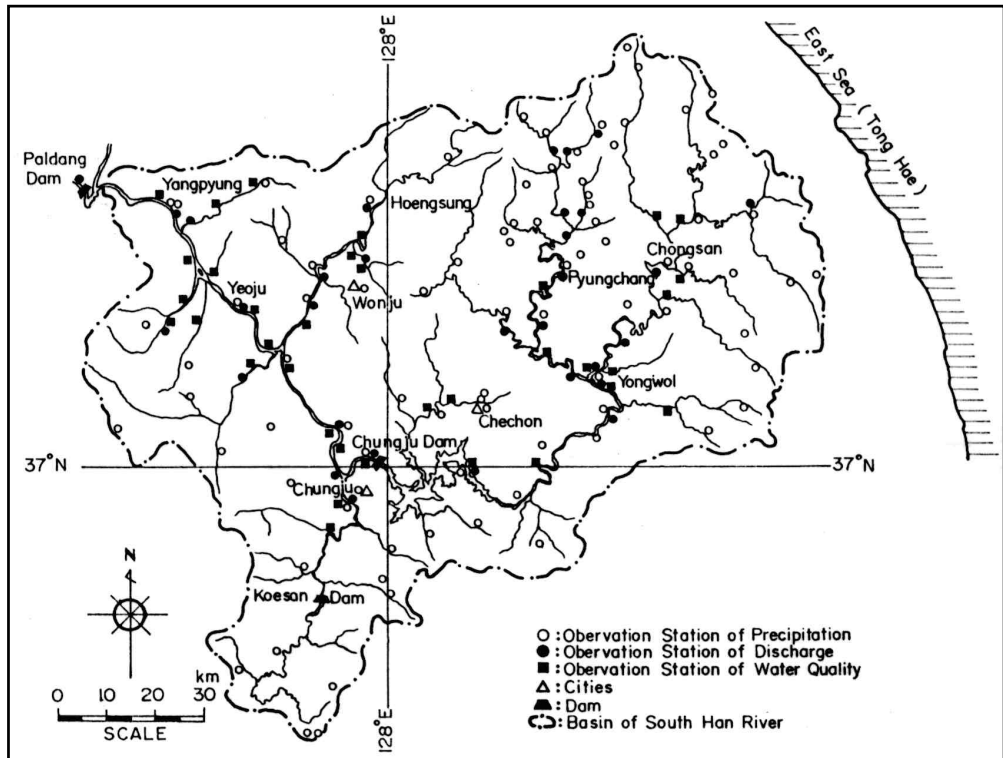 128°E
East Sea ( Tong Hae)
Paldang
Dam
Yangpyung
Hoengsung
Chongsan
Pyungchang
Yeoju
Wonju
Yongwol
Chechon
Chungju Dam
37°N
37°N
Chungju
N
Koesan Dam
km
0 10 20 30
SCALE
128°E
○ : Obervation Station of Precipitation
● : Obervation Station of Discharge
■ : Obervation Station of Water Quality
△ : Cities
: Dam
: Basin of South Han River